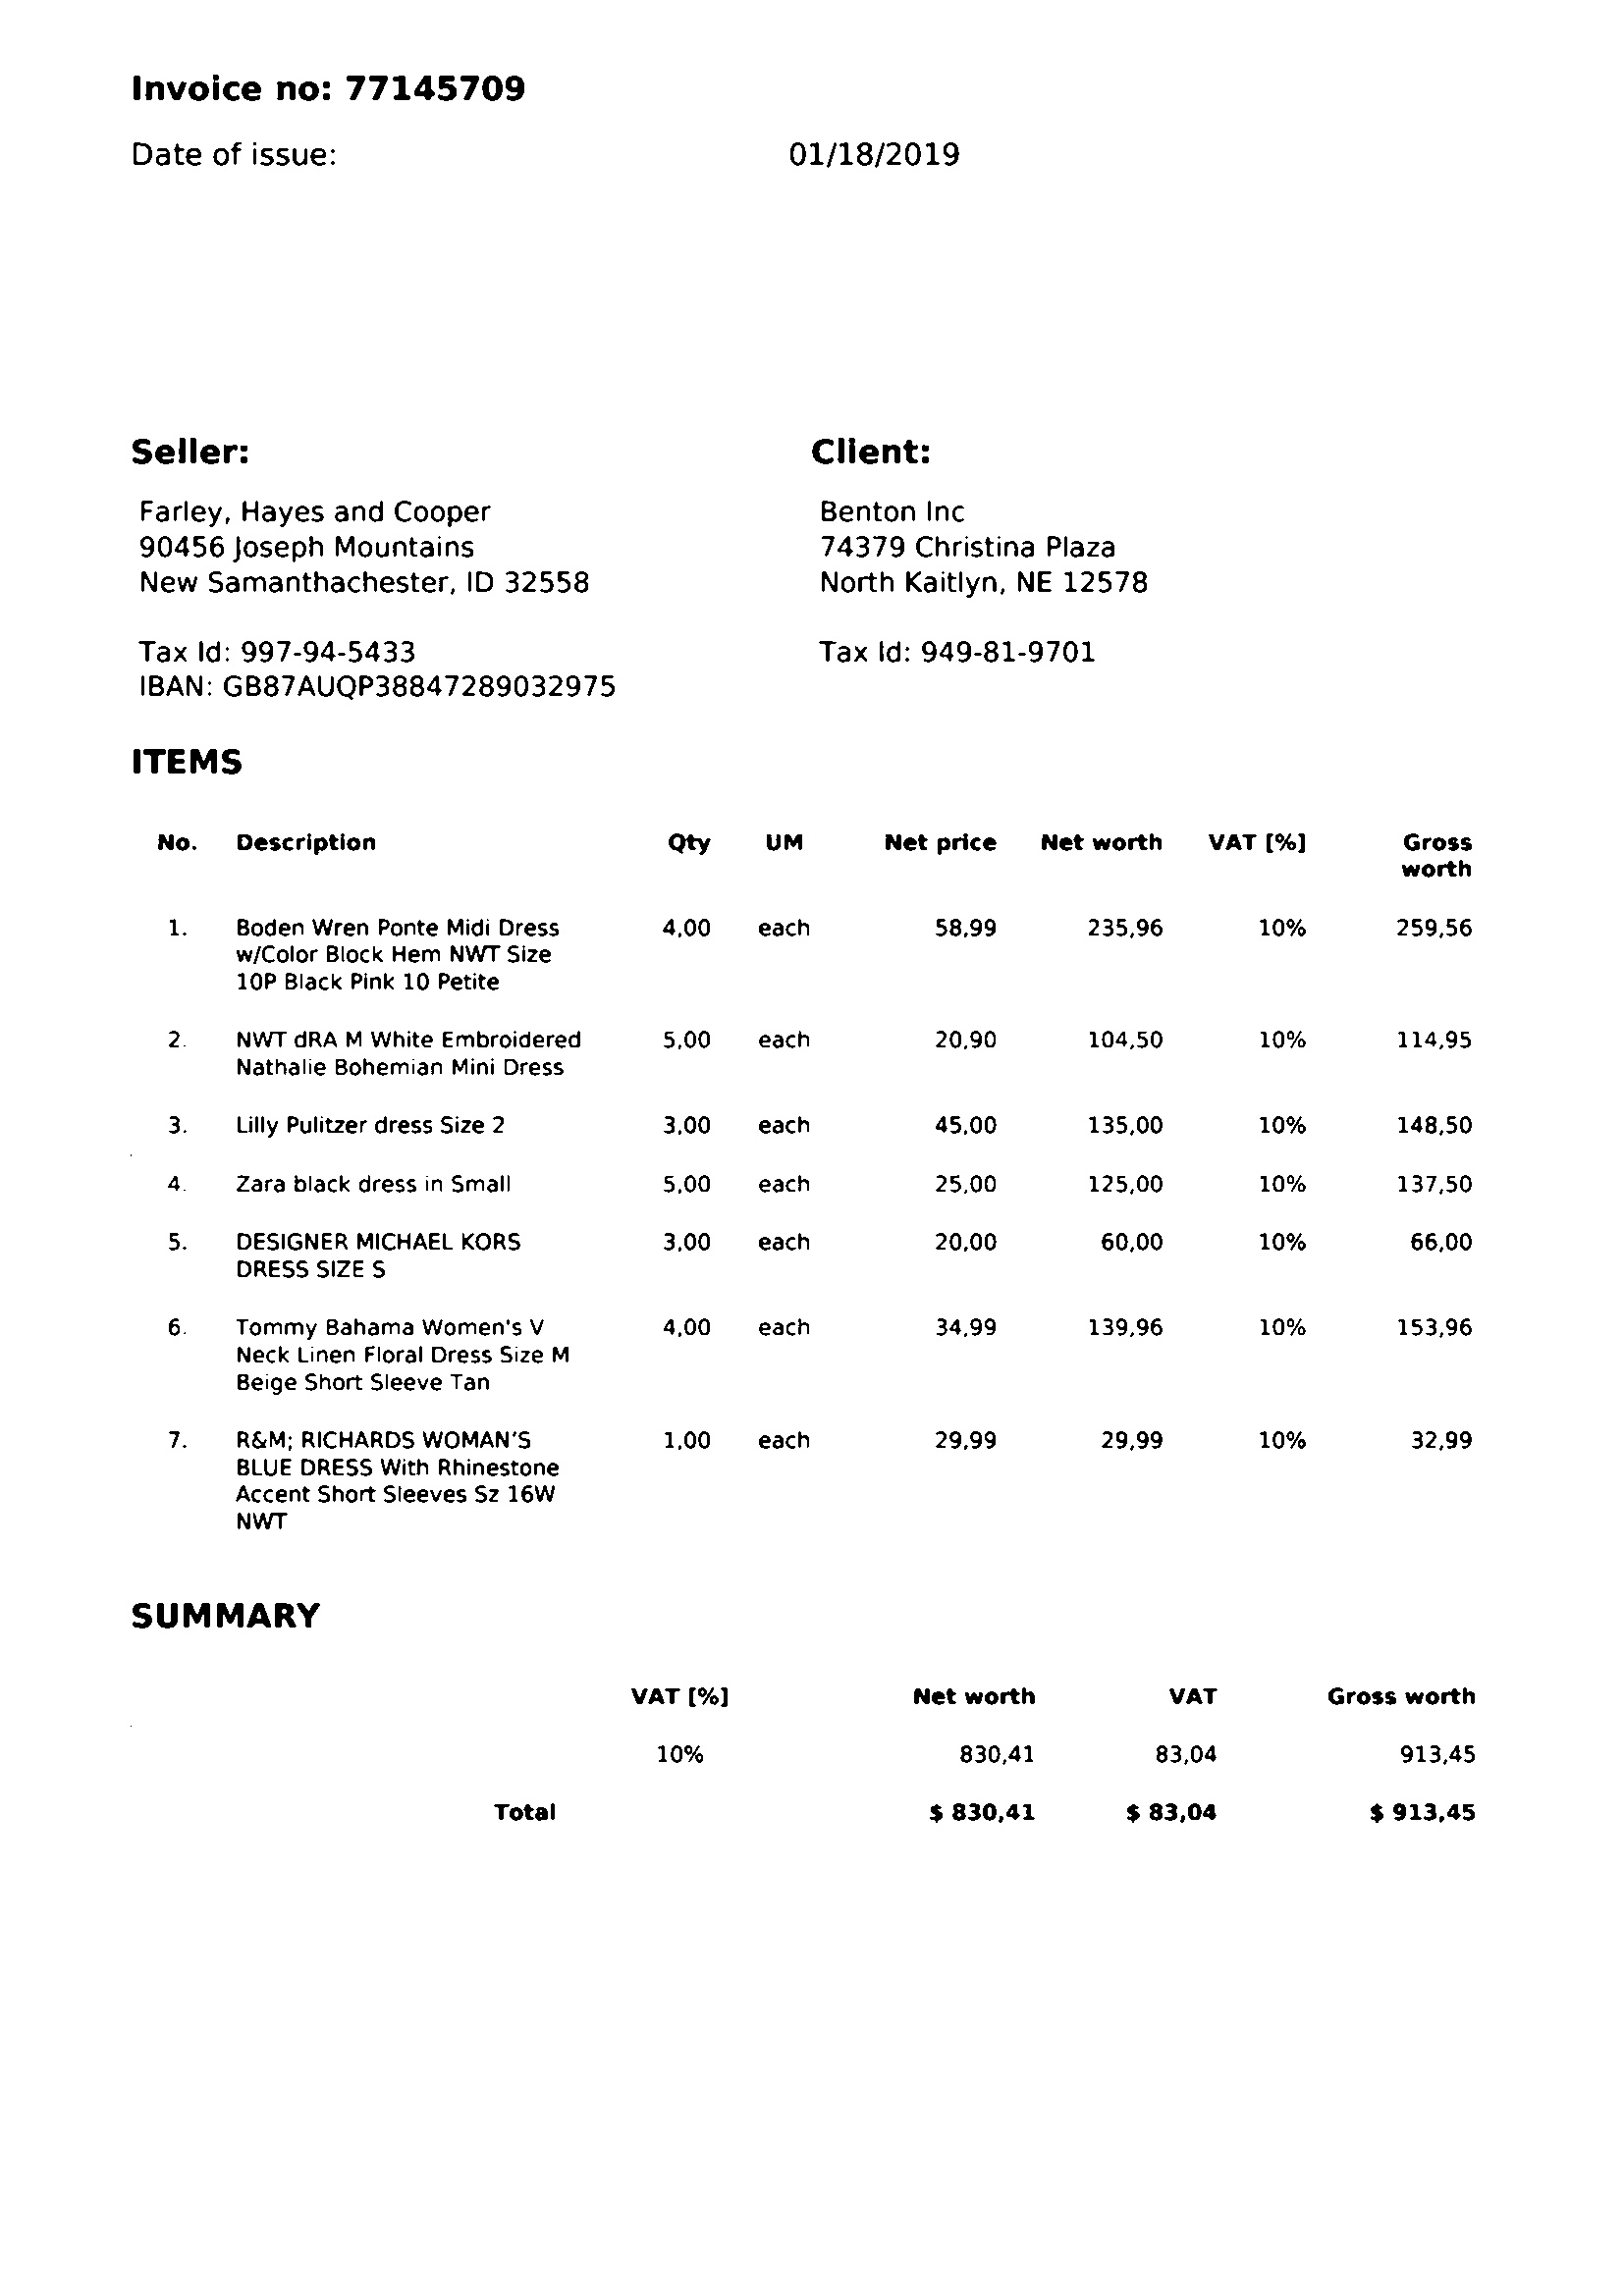 Invoice no: 77145709
Date of issue: 01/18/2019
Seller: Client:
Farley, Hayes and Cooper Benton Inc
90456 Joseph Mountains 74379 Christina Plaza
New Samanthachester, ID 32558 North Kaitlyn, NE 12578
Tax Id: 997-94-5433 Tax Id: 949-81-9701
IBAN: GB87AUQP38847289032975
ITEMS
No. Description Qty UM Net price Net worth VAT [%] Gross
worth
1. Boden Wren Ponte Midi Dress 4,00 each 58,99 235,96 10% 259,56
w/Color Block Hem NWT Size
10P Black Pink 10 Petite
2. NWT dRA M White Embroidered 5,00 each 20,90 104,50 10% 114,95
Nathalie Bohemian Mini Dress
3. Lilly Pulitzer dress Size 2 3,00 each 45,00 135,00 10% 148,50
4. Zara black dress in Small 5,00 each 25,00 125,00 10% 137,50
5. DESIGNER MICHAEL KORS 3,00 each 20,00 60,00 10% 66,00
DRESS SIZE S
6. Tommy Bahama Women's V 4,00 each 34,99 139,96 10% 153,96
Neck Linen Floral Dress Size M
Beige Short Sleeve Tan
7. R&M; RICHARDS WOMAN'S 1,00 each 29,99 29,99 10% 32,99
BLUE DRESS With Rhinestone
Accent Short Sleeves Sz 16W
NWT
SUMMARY
VAT [%] Net worth VAT Gross worth
10% 830,41 83,04 913,45
Total $ 830,41 $ 83,04 $ 913,45